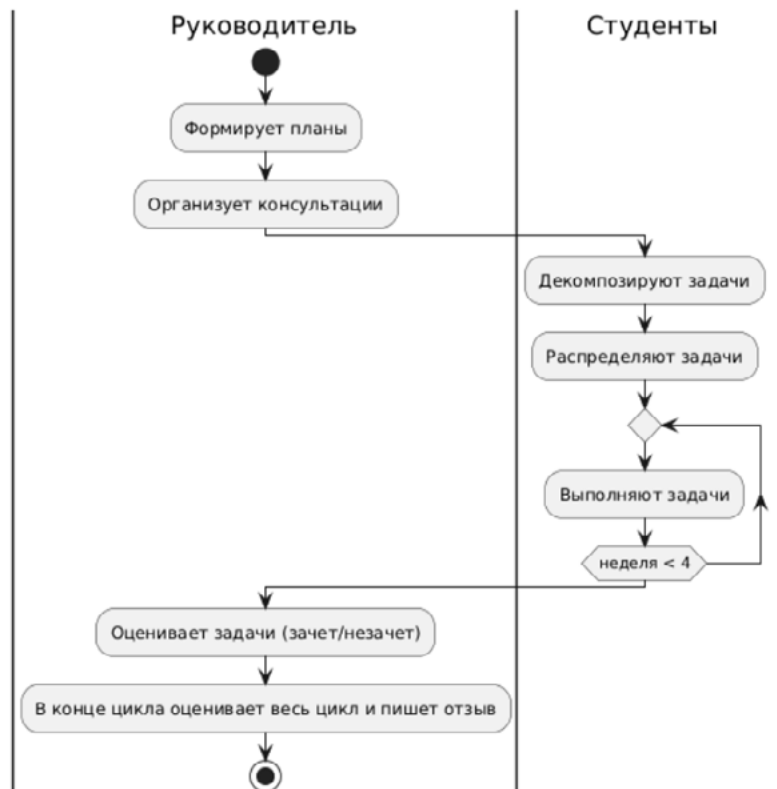 Руководитель
Студенты
Формирует планы
Организует консультации
Декомпозируют задачи
Распределяют задачи
Выполняют задачи
неделя < 4
Оценивает задачи (зачет/незачет)
В конце цикла оценивает весь цикл и пишет отзыв